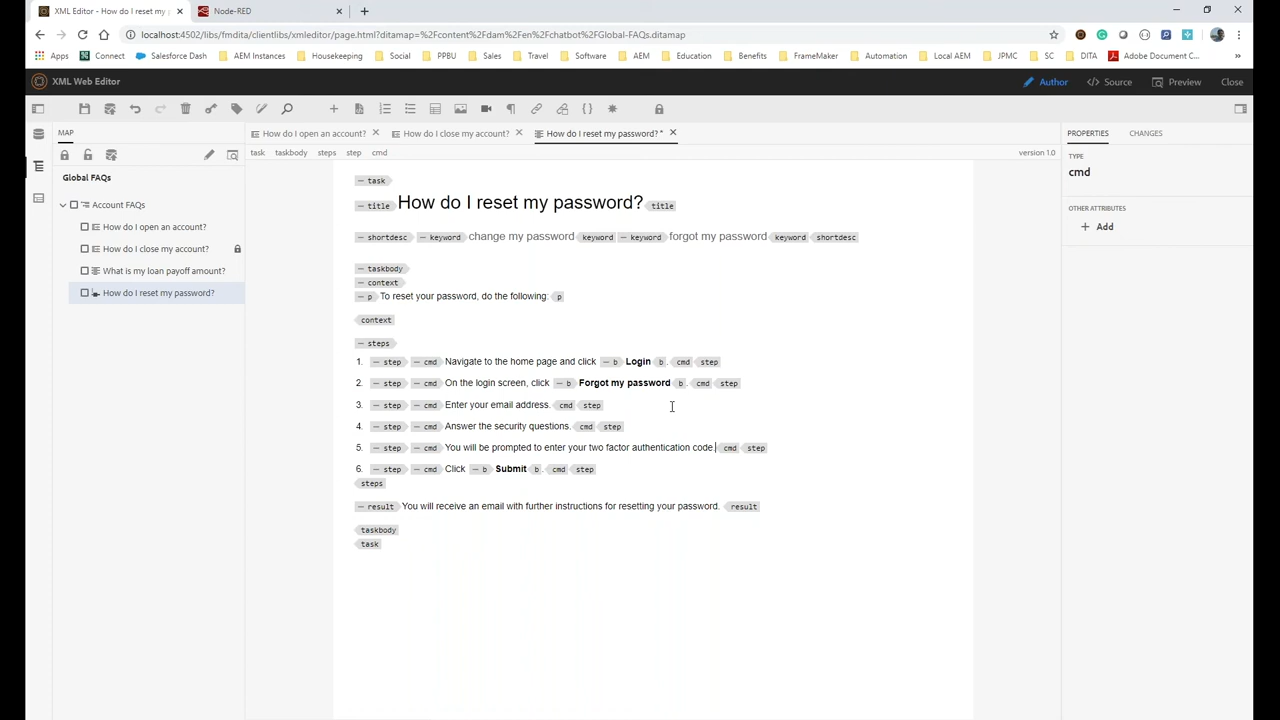 XML Editor - How do I reset my p
Node-RED
localhost:4502/libs/fmdita/clientlibs/xmleditor/page.html?ditamap=%2Fcontent%2Fdam%2Fen%2Fchatbot%2FGlobal-FAQs.ditamap
Apps Connect Salesforce Dash AEM Instances Housekeeping Social PPBU Sales Travel Software AEM Education Benefits FrameMaker Automation Local AEM JPMC SC DITA Adobe Document C...
XML Web Editor Author Source Preview Close
MAP
How do I open an account? How do I close my account? How do I reset my password? *
PROPERTIES CHANGES
task taskbody steps step cmd version 1.0
Global FAQs
Account FAQs
How do I open an account?
How do I close my account?
What is my loan payoff amount?
How do I reset my password?
task
title How do I reset my password? title
shortdesc keyword change my password keyword keyword forgot my password keyword shortdesc
taskbody
context
p To reset your password, do the following: p
context
steps
1. step cmd Navigate to the home page and click b Login b . cmd step
2. step cmd On the login screen, click b Forgot my password b . cmd step
3. step cmd Enter your email address. cmd step
4. step cmd Answer the security questions. cmd step
5. step cmd You will be prompted to enter your two factor authentication code. cmd step
6. step cmd Click b Submit b . cmd step
steps
result You will receive an email with further instructions for resetting your password. result
taskbody
task
TYPE
cmd
OTHER ATTRIBUTES
Add